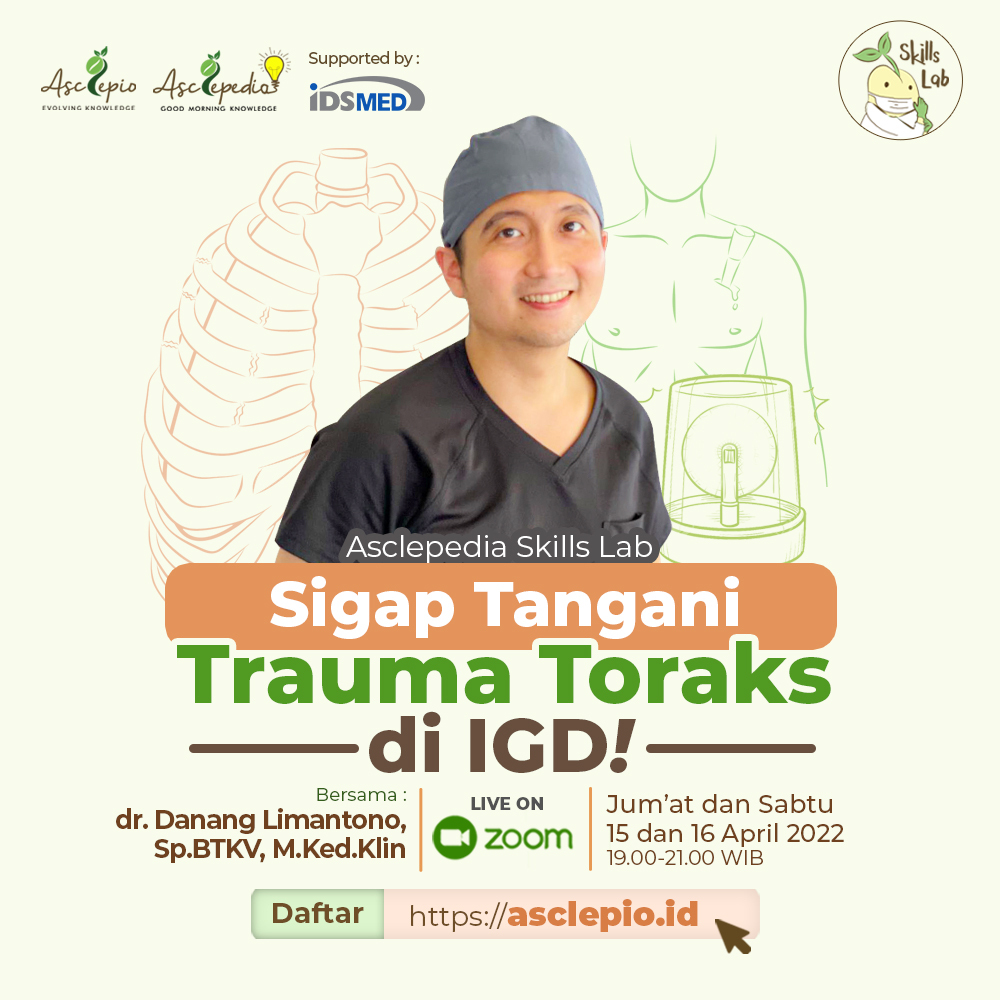 Asclepio
EVOLVING KNOWLEDGE
Asclepedia
GOOD MORNING KNOWLEDGE
Supported by :
iDSMED
Skills
Lab
Asclepedia Skills Lab
Sigap Tangani
Trauma Toraks
di IGD!
Bersama :
dr. Danang Limantono,
Sp.BTKV, M.Ked.Klin
LIVE ON
zoom
Jum'at dan Sabtu
15 dan 16 April 2022
19.00-21.00 WIB
Daftar
https://asclepio.id